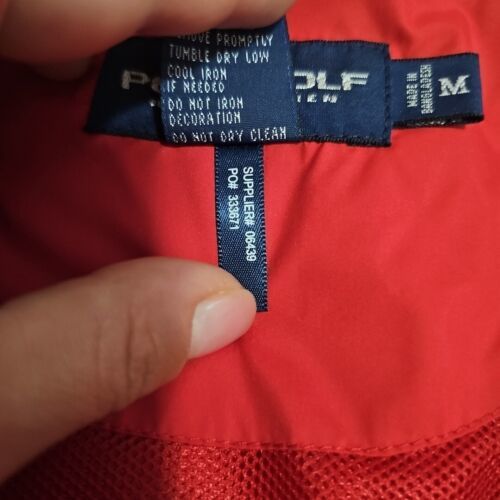 TUMBLE DRY LOW
COOL IRON
IF NEEDED
DO NOT IRON
DECORATION
DO NOT DRY CLEAN
MADE IN
BANGLADESH
M
SUPPLIER# 06439
PO# 333671